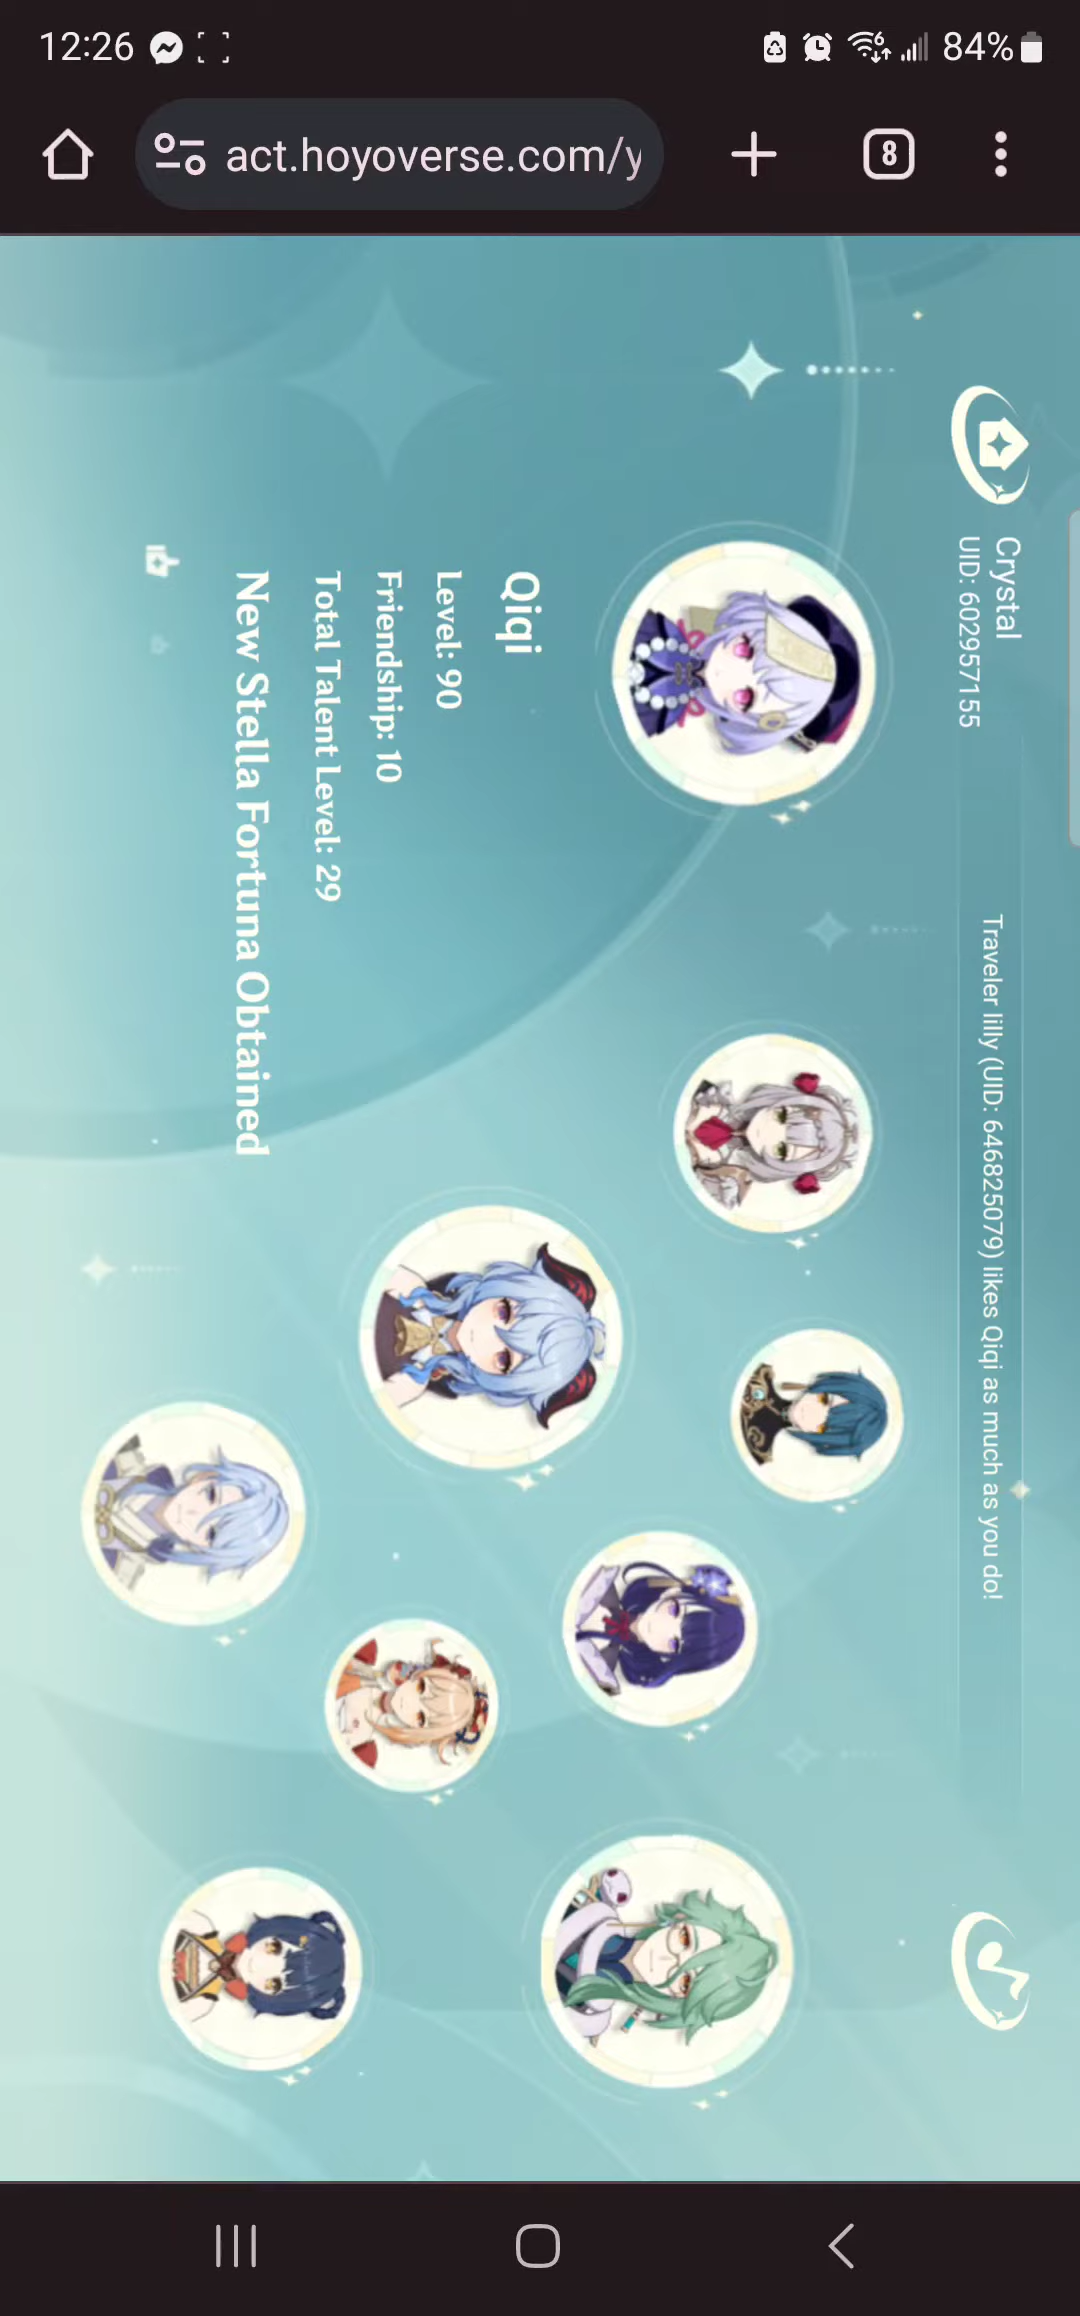 12:26
84%
act.hoyoverse.com/y
8
Crystal
UID: 602957155
Traveler lilly (UID: 646825079) likes Qiqi as much as you do!
Qiqi
Level: 90
Friendship: 10
Total Talent Level: 29
New Stella Fortuna Obtained